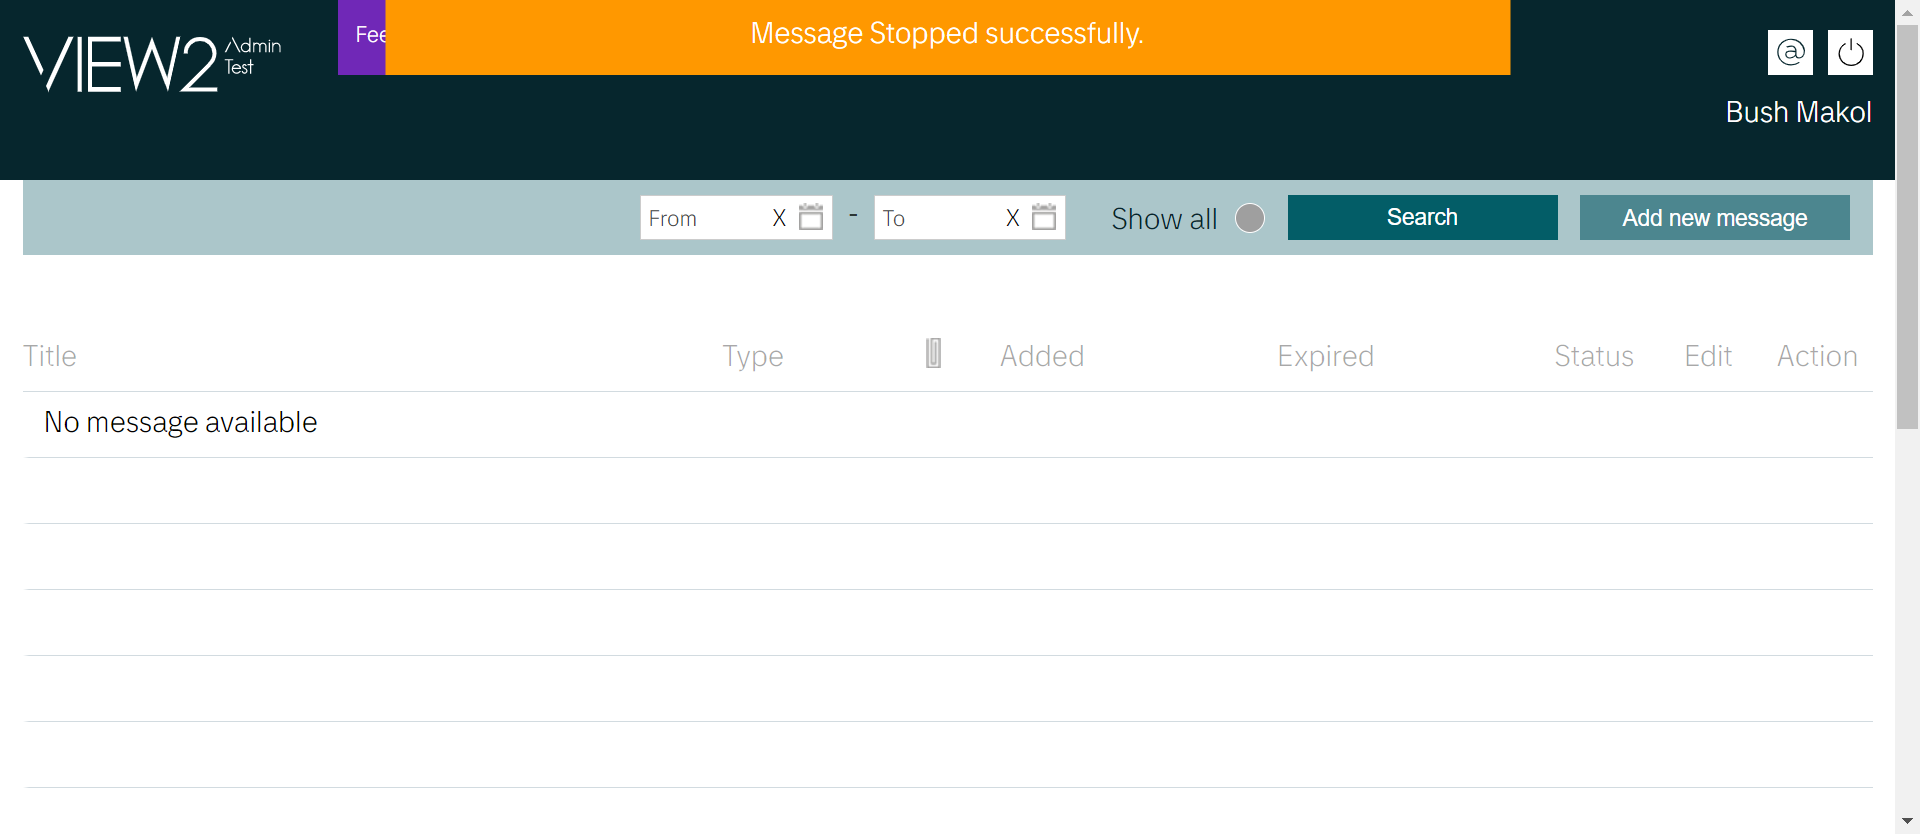 VIEW2 Admin Test
Fee
Message Stopped successfully.
@
Bush Makol
From X - To X Show all Search Add new message
Title Type Added Expired Status Edit Action
No message available